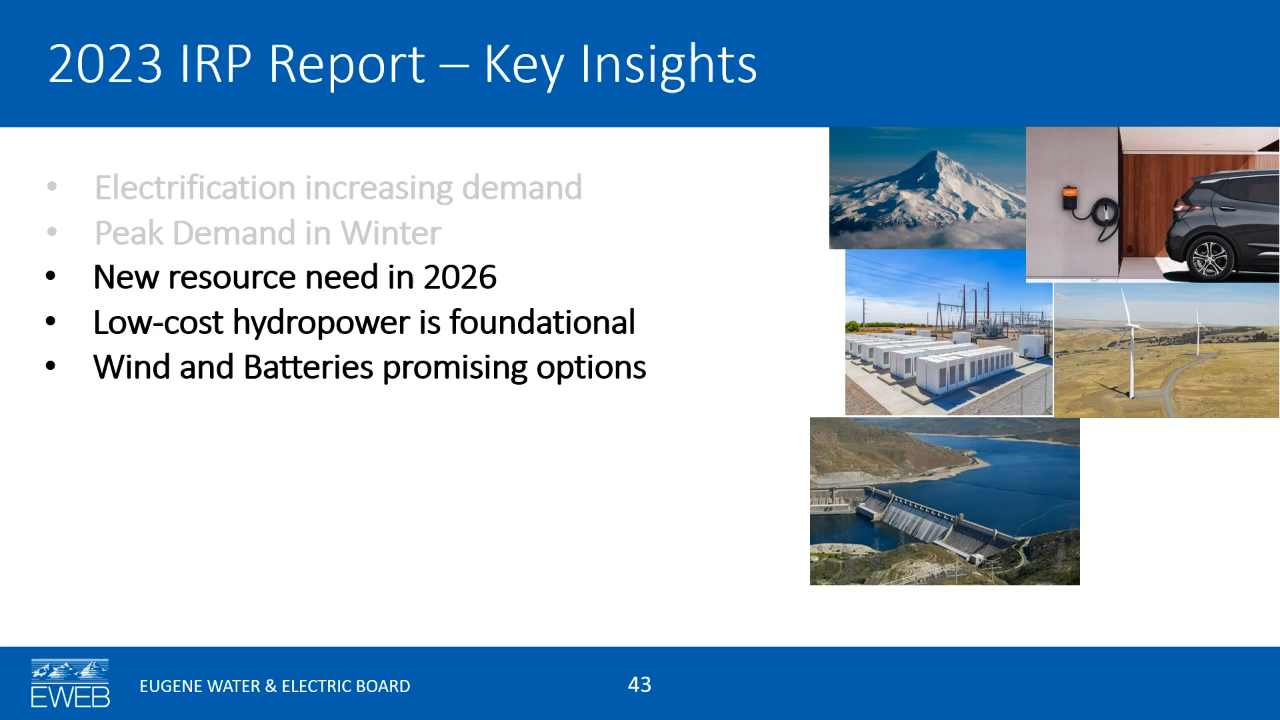 2023 IRP Report – Key Insights
• Electrification increasing demand
• Peak Demand in Winter
• New resource need in 2026
• Low-cost hydropower is foundational
• Wind and Batteries promising options
EWEB
EUGENE WATER & ELECTRIC BOARD
43